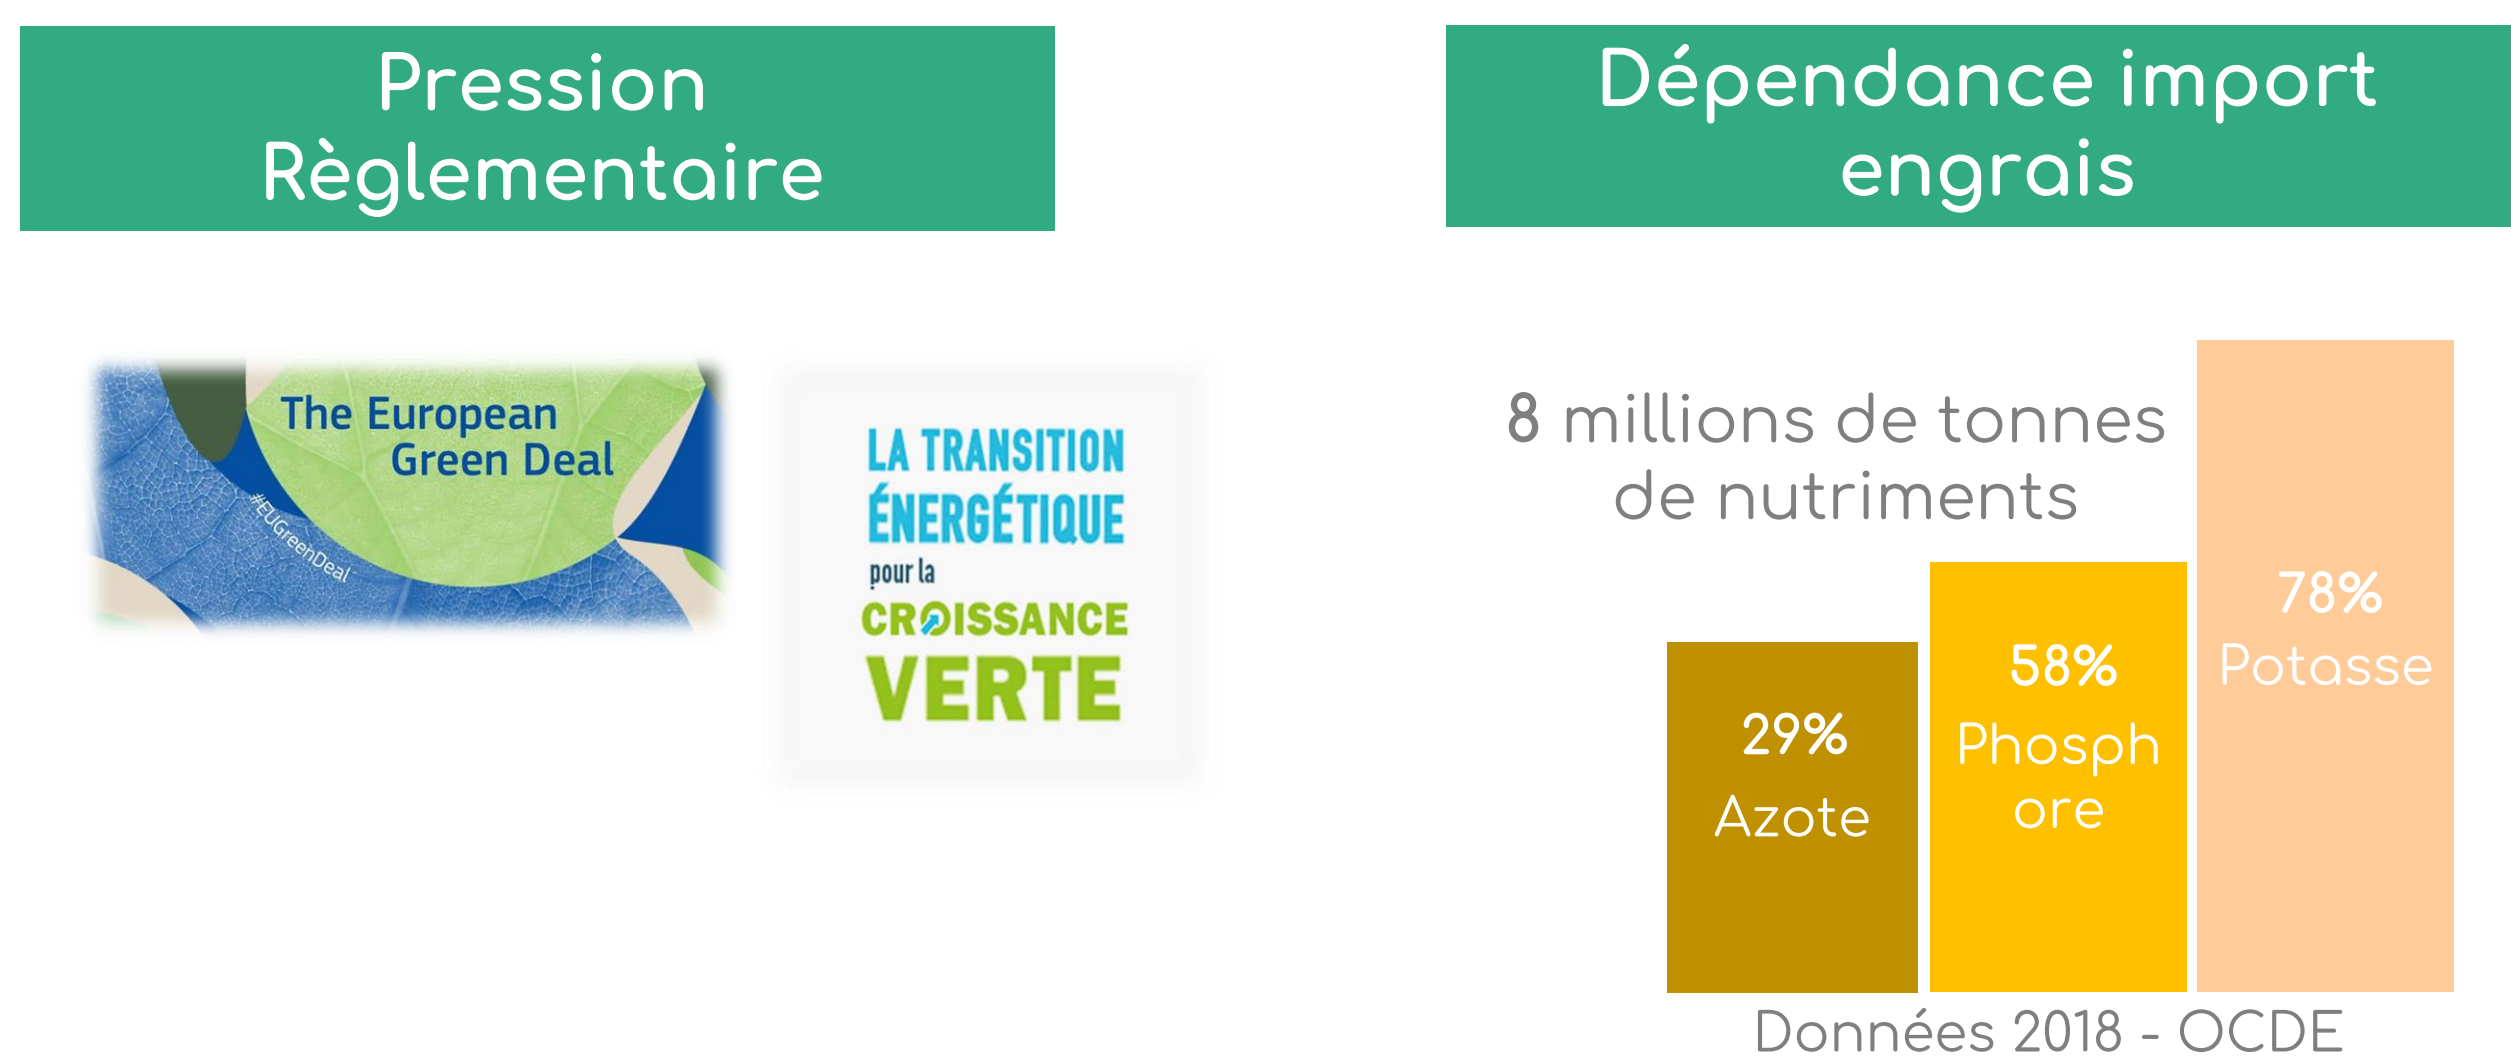 Pression
Règlementaire
The European
Green Deal
#EUGreenDeal
LA TRANSITION
ÉNERGÉTIQUE
pour la
CROISSANCE
VERTE
Dépendance import
engrais
8 millions de tonnes
de nutriments
29%
Azote
58%
Phosph
ore
78%
Potasse
Données 2018 - OCDE